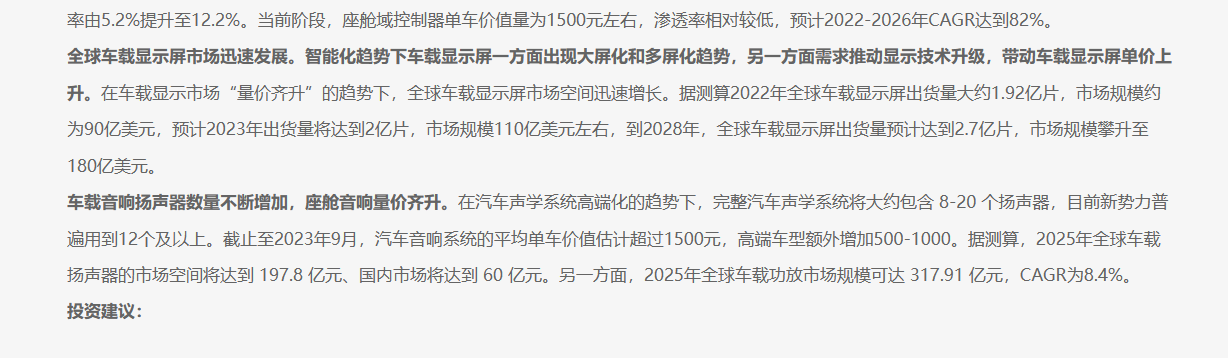 率由5.2%提升至12.2%。当前阶段，座舱域控制器单车价值量为1500元左右，渗透率相对较低，预计2022-2026年CAGR达到82%。
全球车载显示屏市场迅速发展。智能化趋势下车载显示屏一方面出现大屏化和多屏化趋势，另一方面需求推动显示技术升级，带动车载显示屏单价上
升。在车载显示市场“量价齐升”的趋势下，全球车载显示屏市场空间迅速增长。据测算2022年全球车载显示屏出货量大约1.92亿片，市场规模约
为90亿美元，预计2023年出货量将达到2亿片，市场规模110亿美元左右，到2028年，全球车载显示屏出货量预计达到2.7亿片，市场规模攀升至
180亿美元。
车载音响扬声器数量不断增加，座舱音响量价齐升。在汽车声学系统高端化的趋势下，完整汽车声学系统将大约包含 8-20 个扬声器，目前新势力普
遍用到12个及以上。截止至2023年9月，汽车音响系统的平均单车价值估计超过1500元，高端车型额外增加500-1000。据测算，2025年全球车载
扬声器的市场空间将达到 197.8 亿元、国内市场将达到 60 亿元。另一方面，2025年全球车载功放市场规模可达 317.91 亿元，CAGR为8.4%。
投资建议：